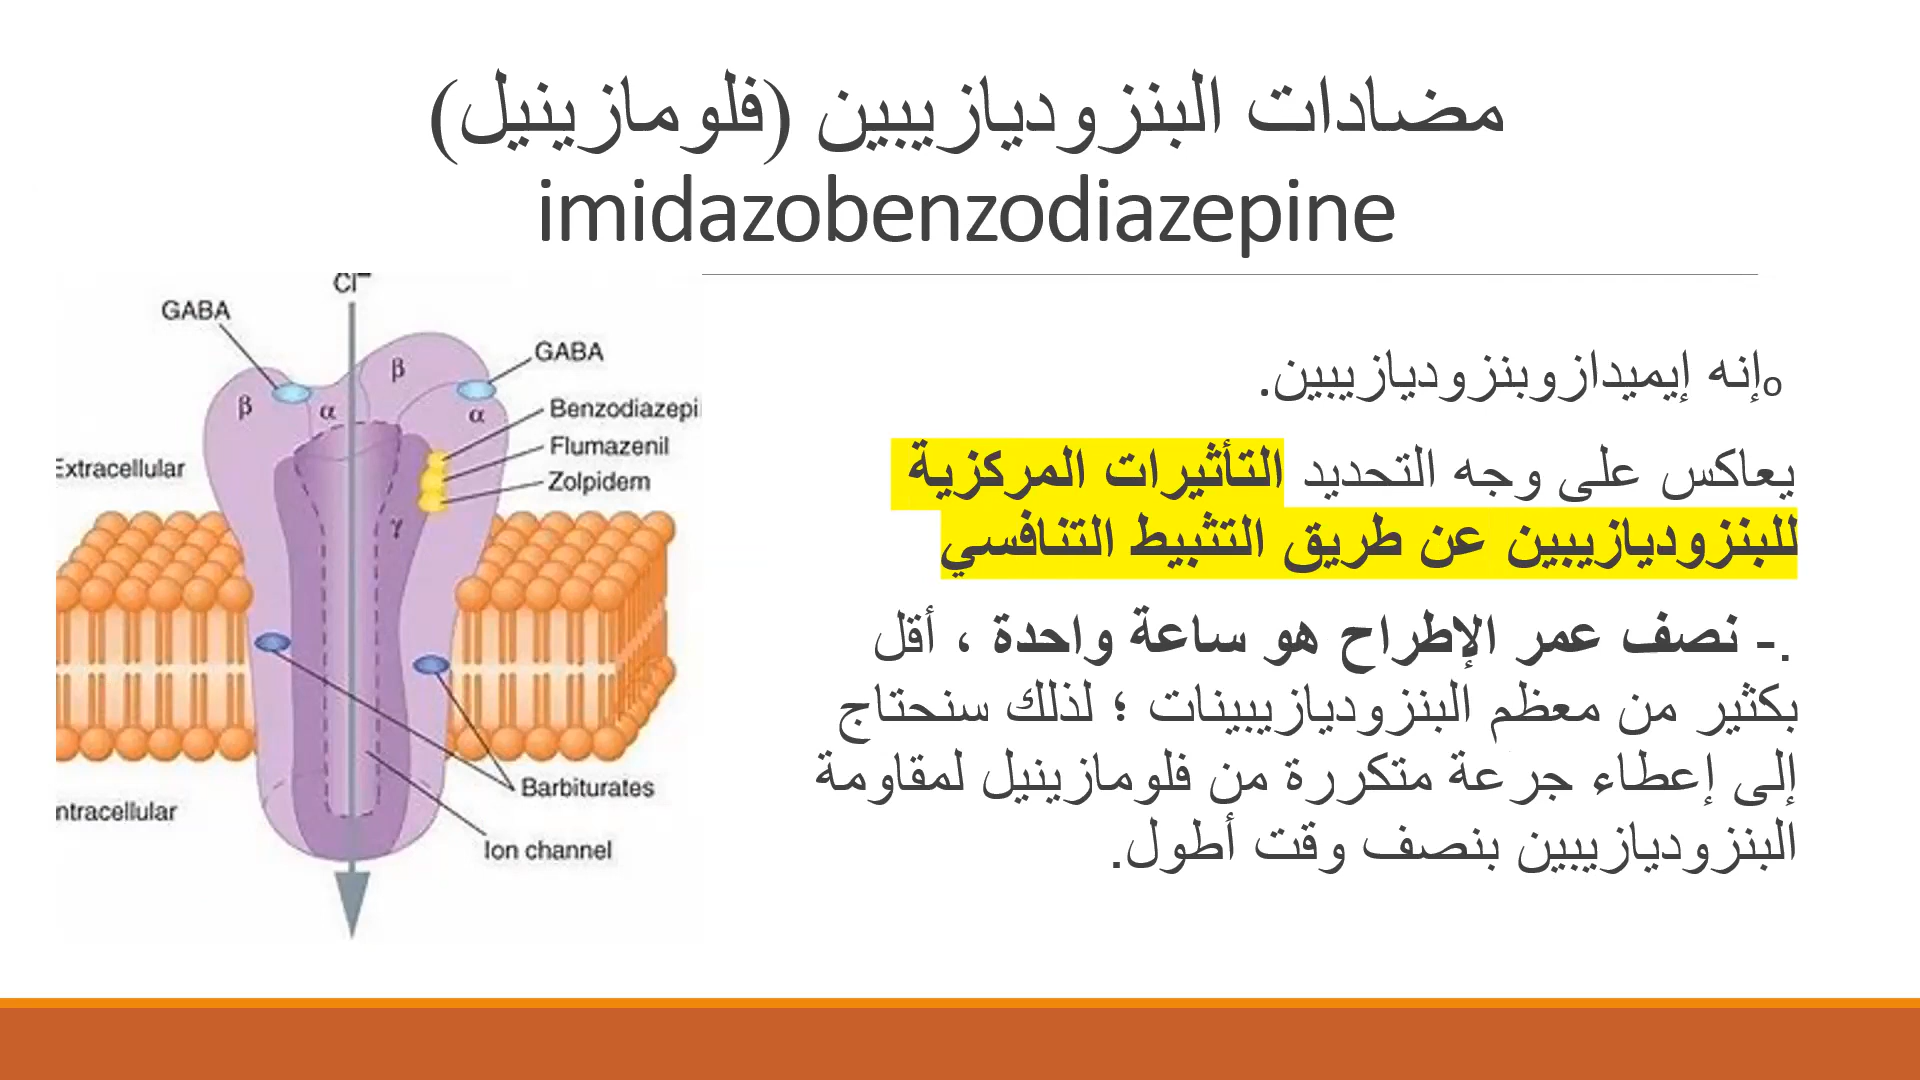 مضادات البنزوديازيبين (فلومازينيل)
imidazobenzodiazepine
Cl⁻
GABA
GABA
β
β
α
α
Benzodiazepi
Flumazenil
Zolpidem
Extracellular
γ
Barbiturates
ntracellular
Ion channel
oإنه إيميدازوبنزوديازيبين.
يعاكس على وجه التحديد التأثيرات المركزية
للبنزوديازيبين عن طريق التثبيط التنافسي
.- نصف عمر الإطراح هو ساعة واحدة ، أقل
بكثير من معظم البنزوديازيبينات ؛ لذلك سنحتاج
إلى إعطاء جرعة متكررة من فلومازينيل لمقاومة
البنزوديازيبين بنصف وقت أطول.